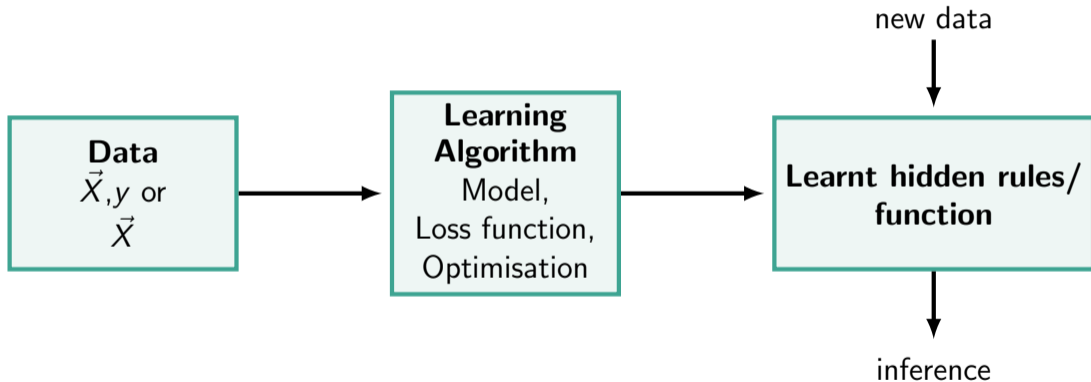 new data
Data
X⃗,y or
X⃗
Learning
Algorithm
Model,
Loss function,
Optimisation
Learnt hidden rules/
function
inference